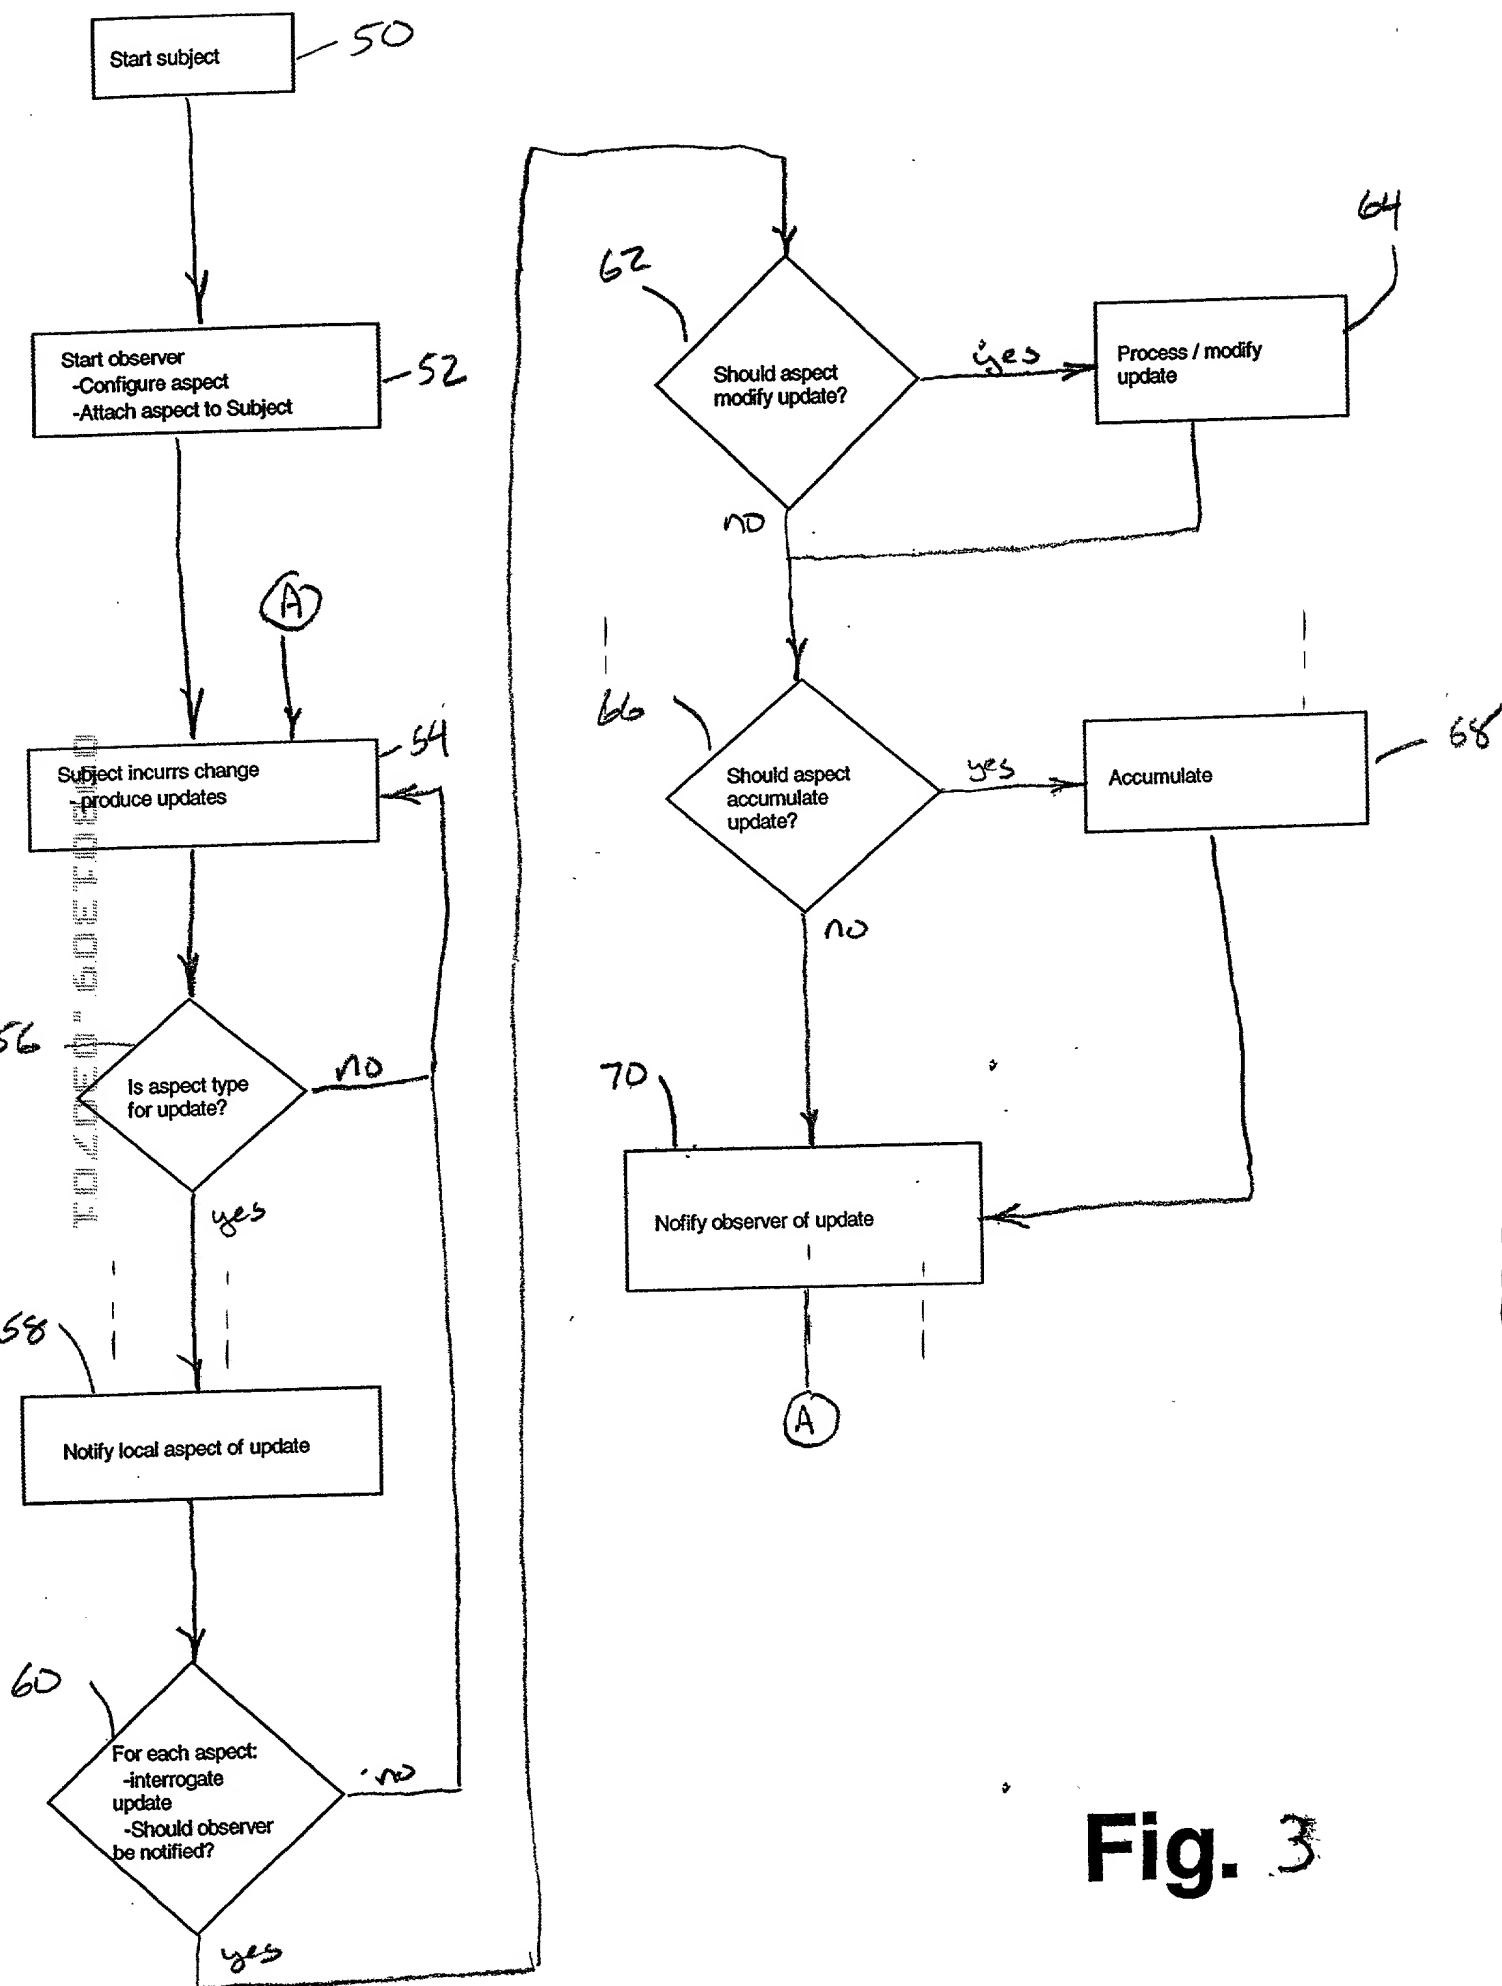 Start subject
50
Start observer
-Configure aspect
-Attach aspect to Subject
52
A
Subject incurrs change
-produce updates
54
56
Is aspect type
for update?
no
yes
58
Notify local aspect of update
60
For each aspect:
-interrogate
update
-Should observer
be notified?
no
yes
62
Should aspect
modify update?
yes
64
Process / modify
update
no
66
Should aspect
accumulate
update?
yes
68
Accumulate
no
70
Nofify observer of update
A
Fig. 3